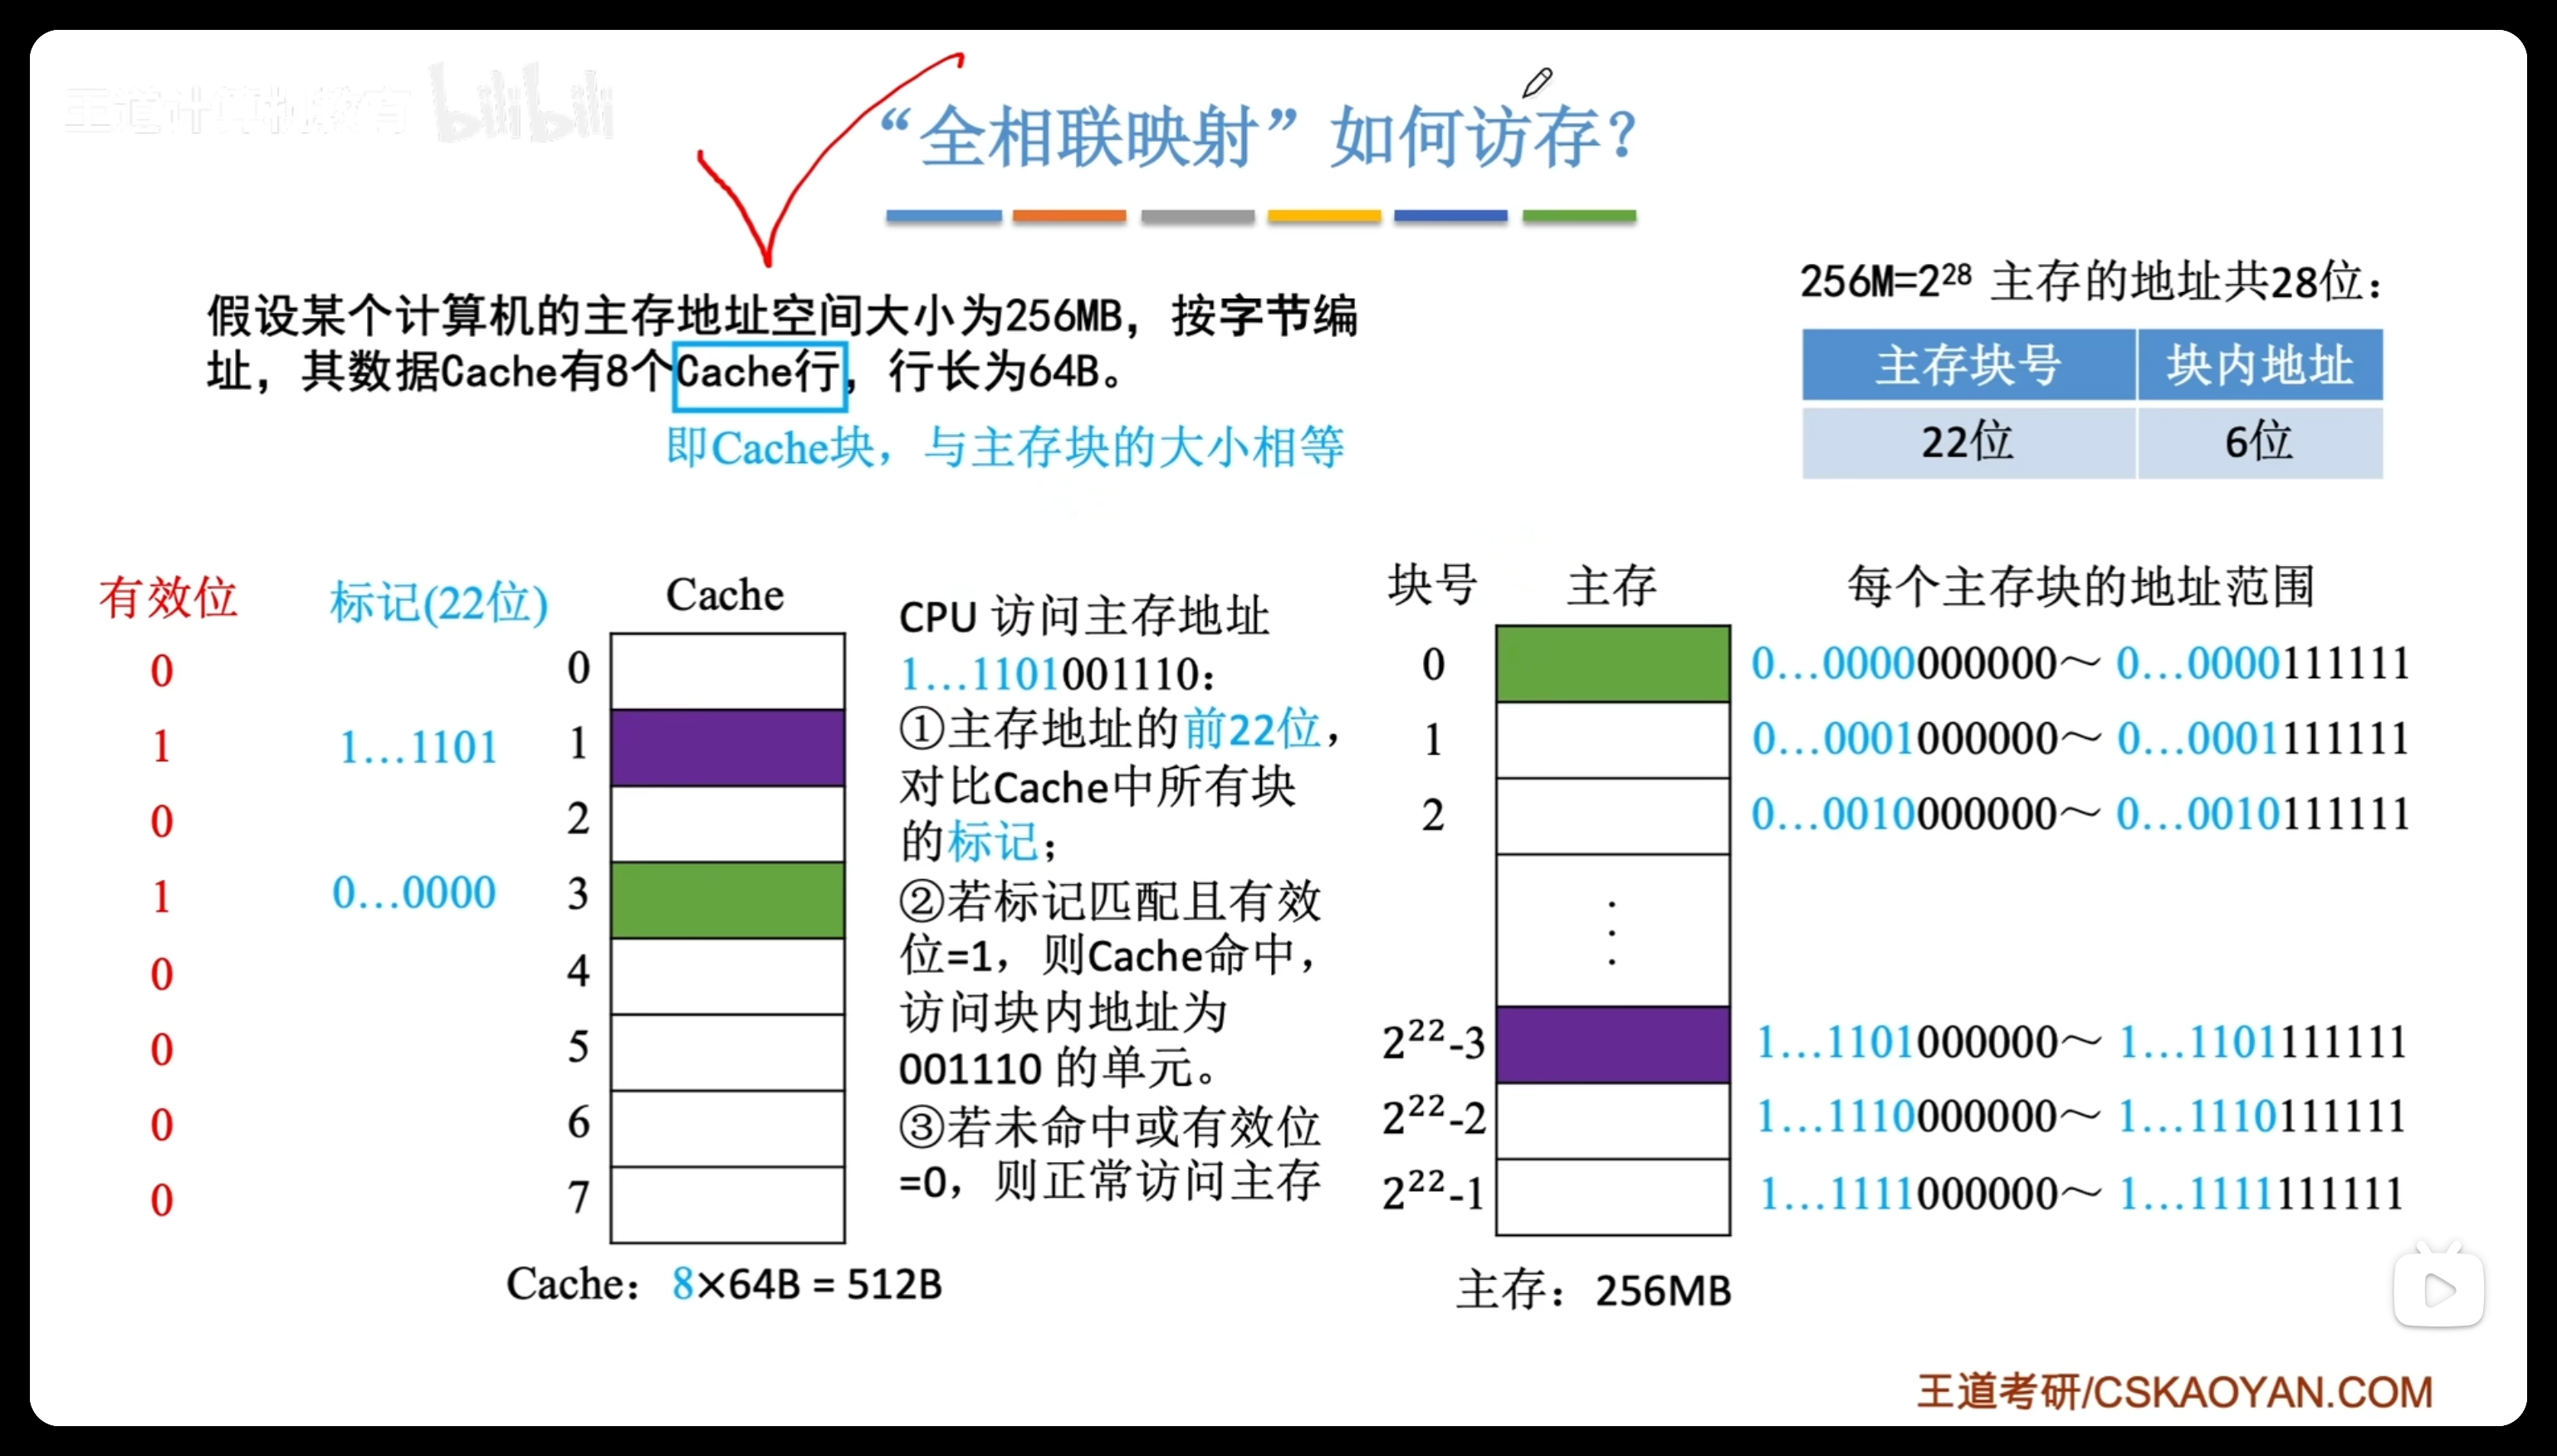 王道计算机教育 bilibili
“全相联映射”如何访存？
假设某个计算机的主存地址空间大小为256MB，按字节编
址，其数据Cache有8个Cache行，行长为64B。
即Cache块，与主存块的大小相等
256M=2²⁸ 主存的地址共28位：
主存块号 块内地址
22位 6位
有效位 标记(22位) Cache
0 0
1 1...1101 1
0 2
1 0...0000 3
0 4
0 5
0 6
0 7
Cache：8×64B = 512B
CPU 访问主存地址
1...1101001110：
①主存地址的前22位，
对比Cache中所有块
的标记；
②若标记匹配且有效
位=1，则Cache命中，
访问块内地址为
001110 的单元。
③若未命中或有效位
=0，则正常访问主存
块号 主存 每个主存块的地址范围
0 0...0000000000～ 0...0000111111
1 0...0001000000～ 0...0001111111
2 0...0010000000～ 0...0010111111
2²²-3 1...1101000000～ 1...1101111111
2²²-2 1...1110000000～ 1...1110111111
2²²-1 1...1111000000～ 1...1111111111
主存：256MB
王道考研/CSKAOYAN.COM